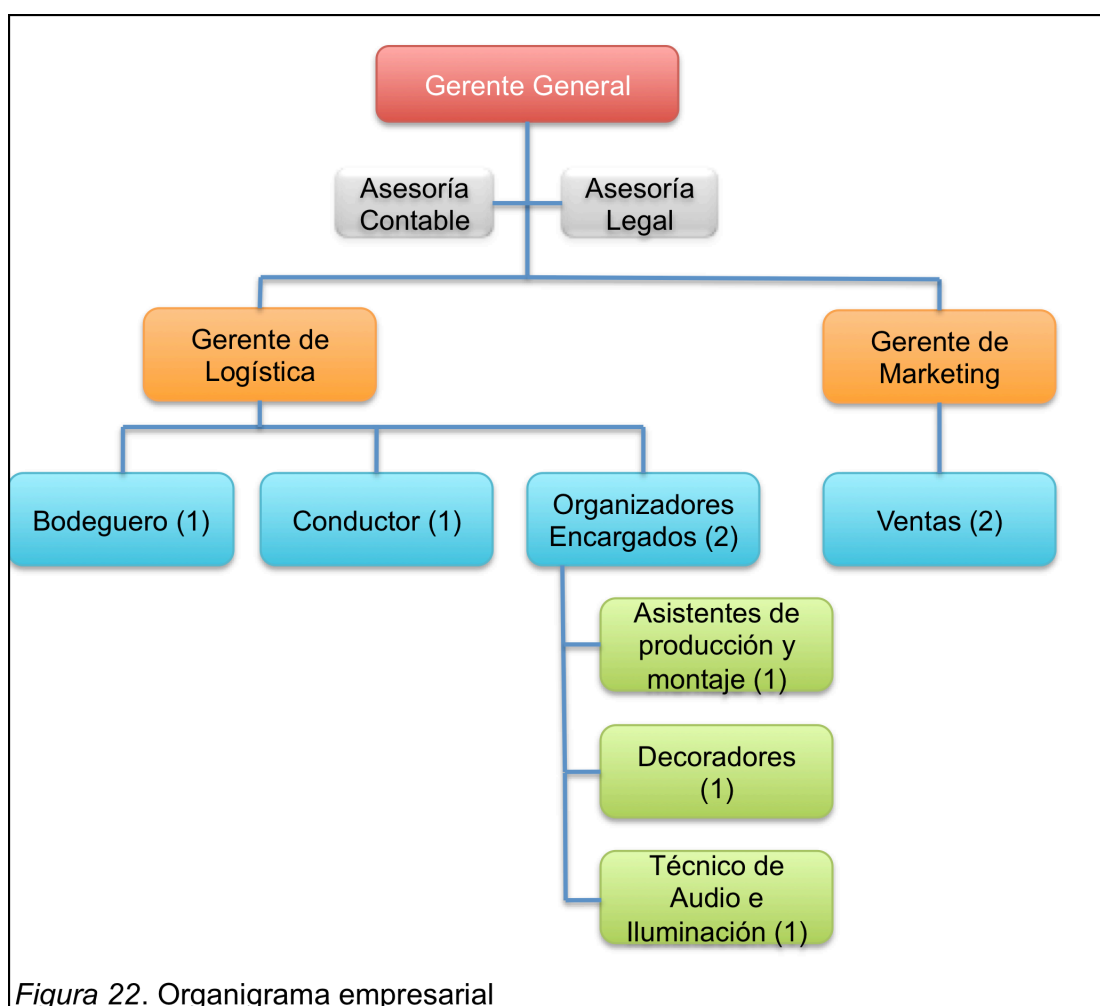 Gerente General
Asesoría
Contable
Asesoría
Legal
Gerente de
Logística
Gerente de
Marketing
Bodeguero (1)
Conductor (1)
Organizadores
Encargados (2)
Ventas (2)
Asistentes de
producción y
montaje (1)
Decoradores
(1)
Técnico de
Audio e
Iluminación (1)
Figura 22. Organigrama empresarial